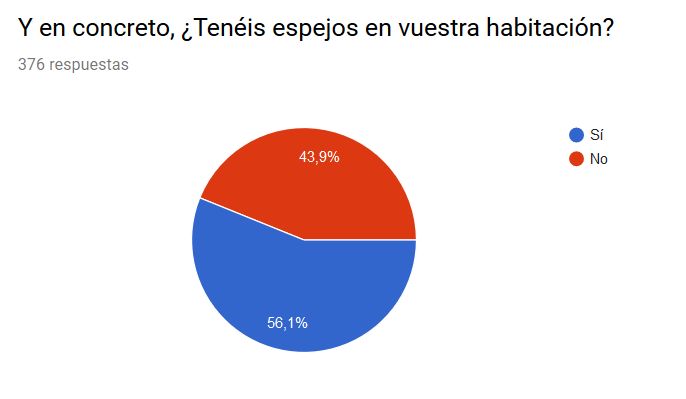 Y en concreto, ¿Tenéis espejos en vuestra habitación?
376 respuestas
Sí
No
43,9%
56,1%